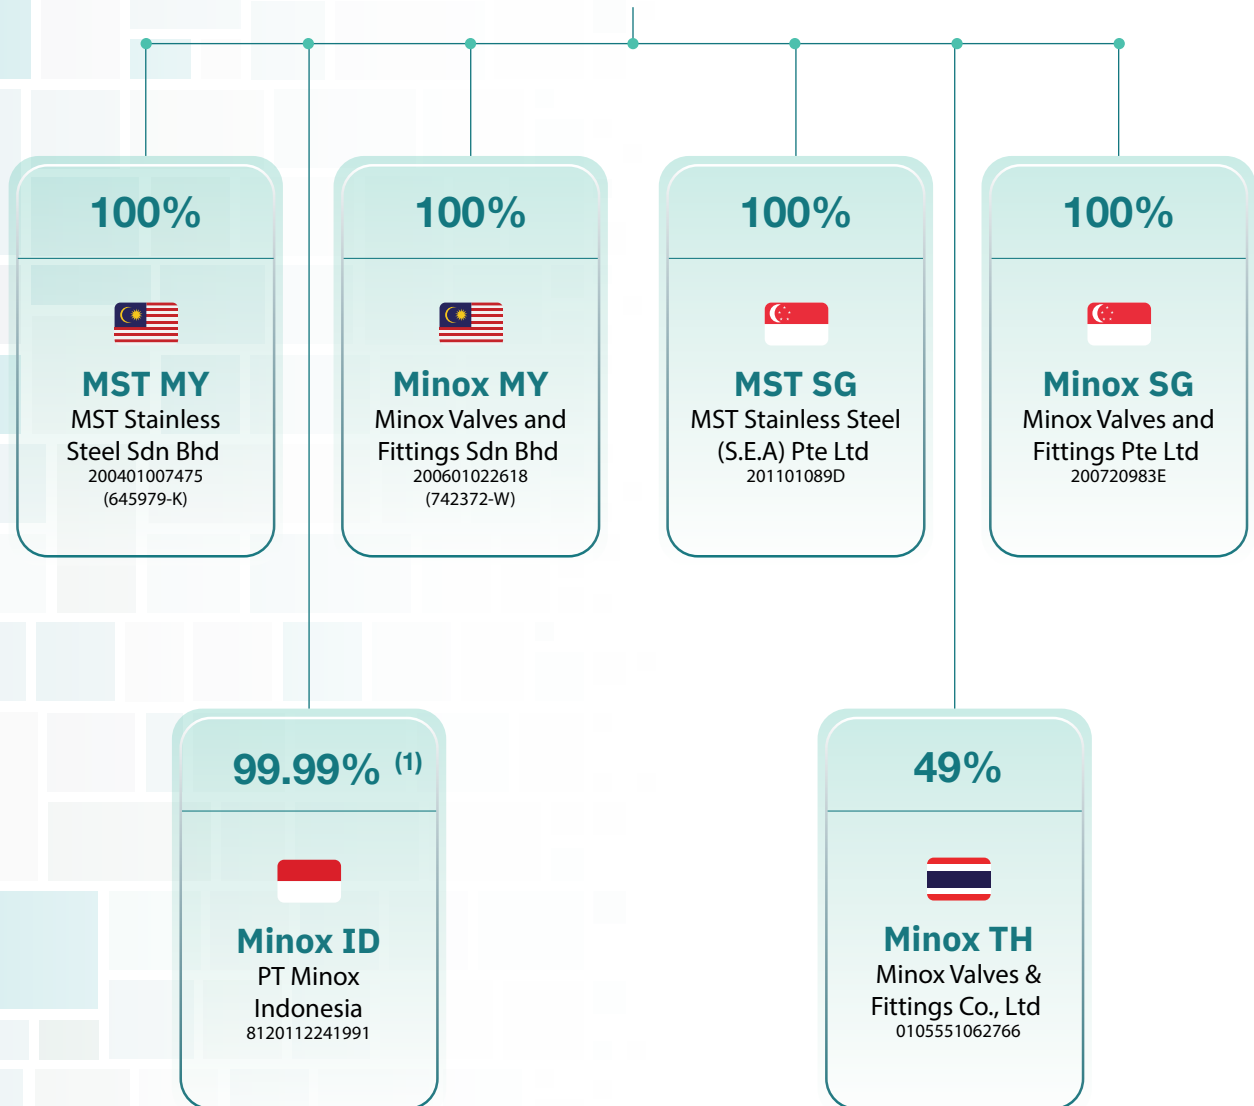 100%
MST MY
MST Stainless
Steel Sdn Bhd
200401007475
(645979-K)
100%
Minox MY
Minox Valves and
Fittings Sdn Bhd
200601022618
(742372-W)
100%
MST SG
MST Stainless Steel
(S.E.A) Pte Ltd
201101089D
100%
Minox SG
Minox Valves and
Fittings Pte Ltd
200720983E
99.99% (1)
Minox ID
PT Minox
Indonesia
8120112241991
49%
Minox TH
Minox Valves &
Fittings Co., Ltd
0105551062766